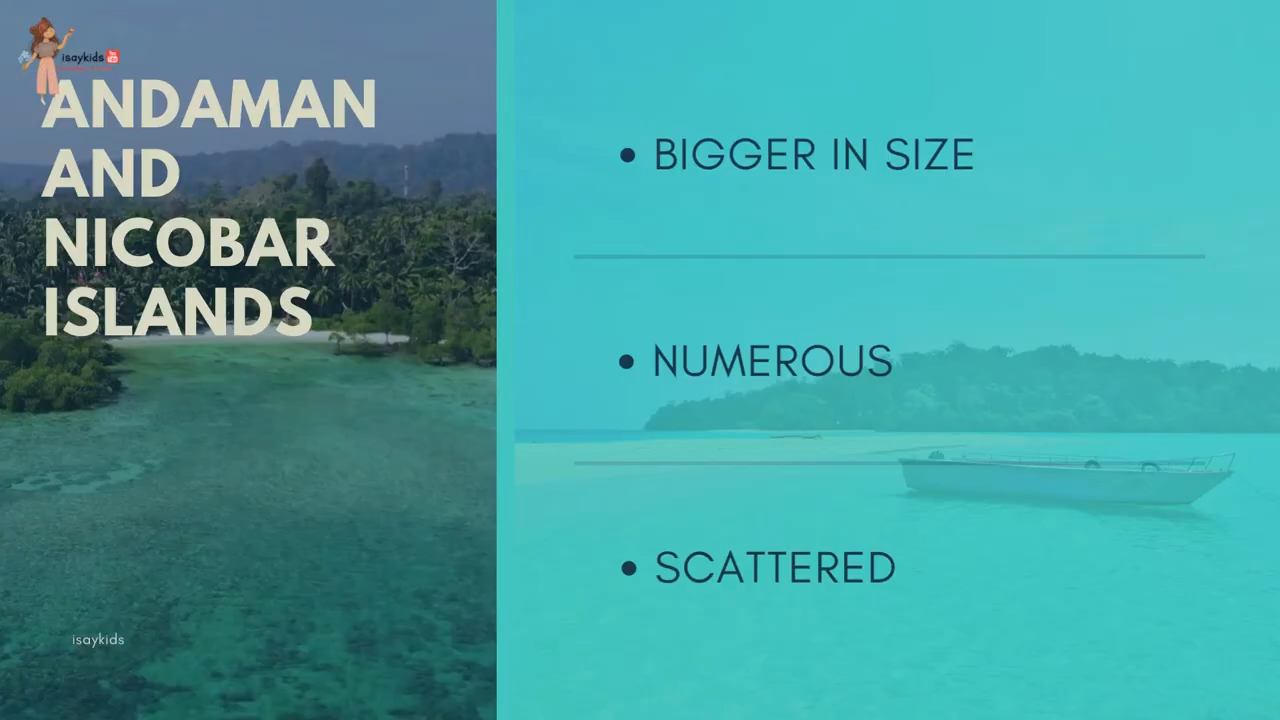 isaykids
ANDAMAN
AND
NICOBAR
ISLANDS
isaykids
• BIGGER IN SIZE
• NUMEROUS
• SCATTERED